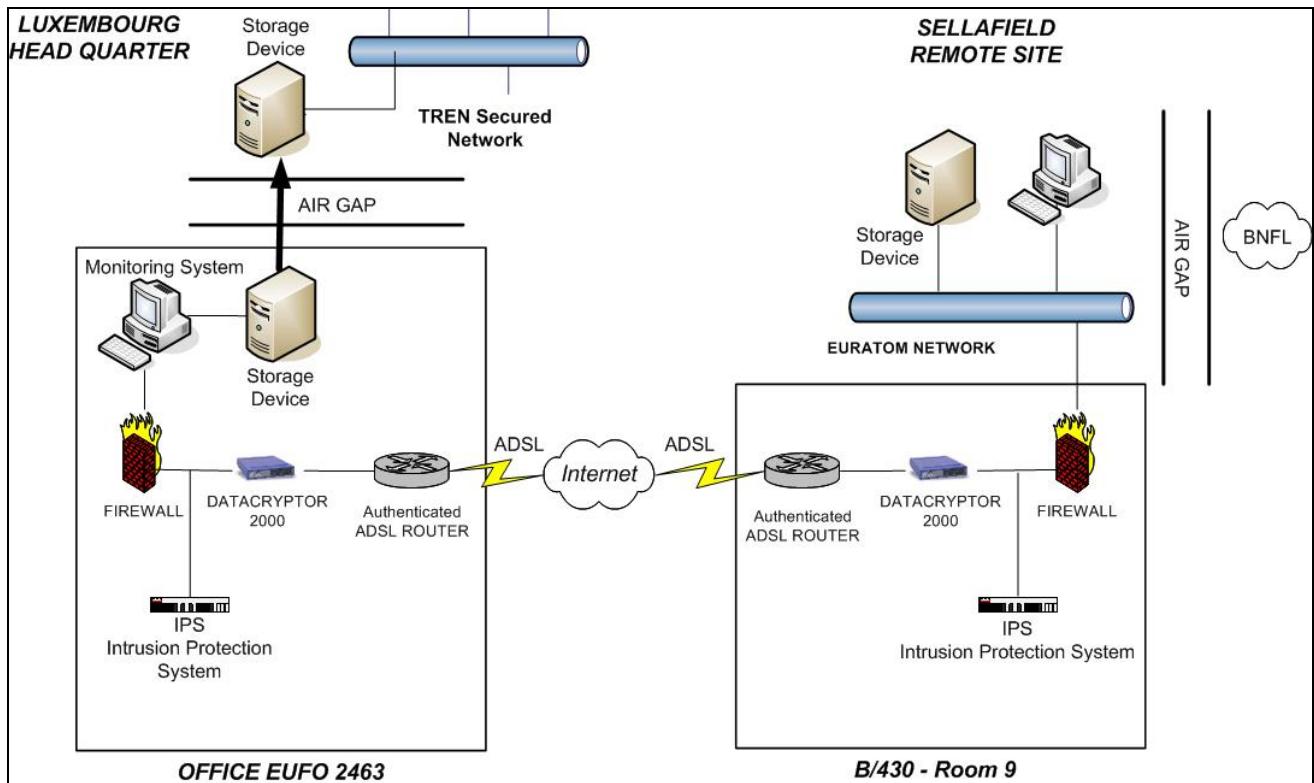 LUXEMBOURG
HEAD QUARTER
Storage
Device
TREN Secured
Network
AIR GAP
Monitoring System
Storage
Device
FIREWALL
DATACRYPTOR
2000
Authenticated
ADSL ROUTER
IPS
Intrusion Protection
System
OFFICE EUFO 2463
ADSL
Internet
ADSL
SELLAFIELD
REMOTE SITE
Storage
Device
AIR GAP
BNFL
EURATOM NETWORK
Authenticated
ADSL ROUTER
DATACRYPTOR
2000
FIREWALL
IPS
Intrusion Protection System
B/430 - Room 9